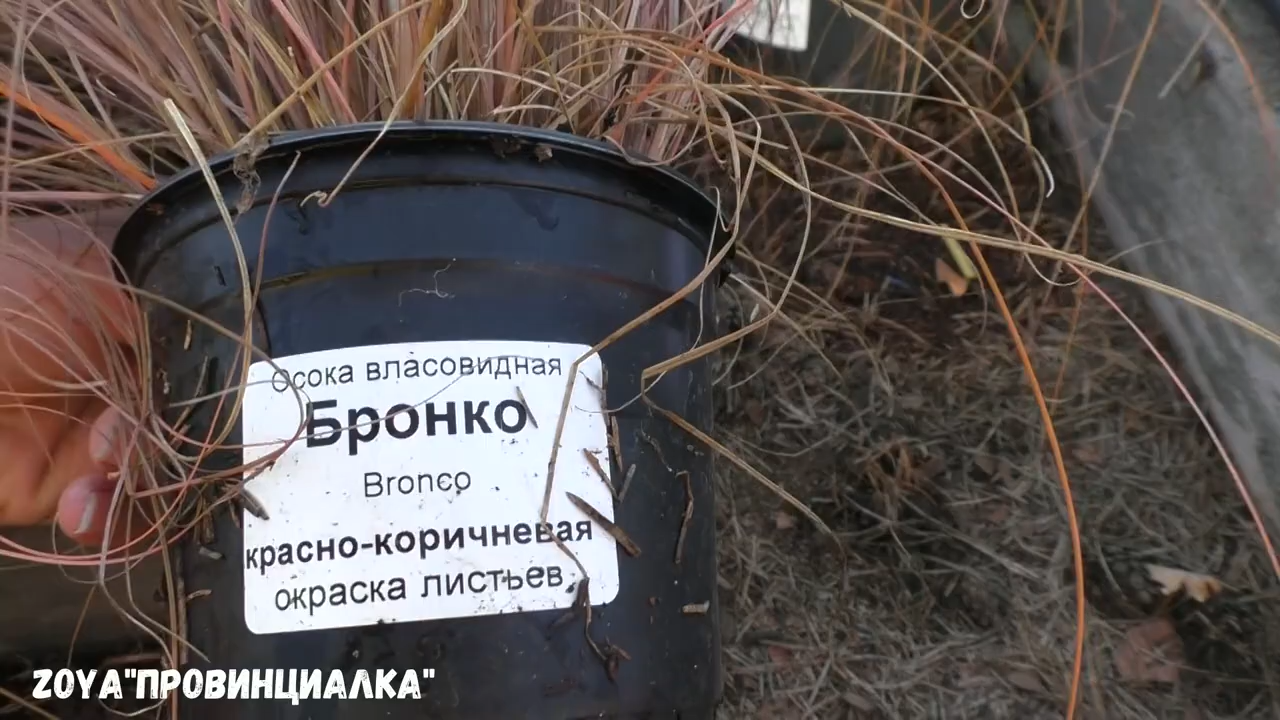 Осока власовидная
Бронко
Bronco
красно-коричневая
окраска листьев
ZOYA"ПРОВИНЦИАЛКА"